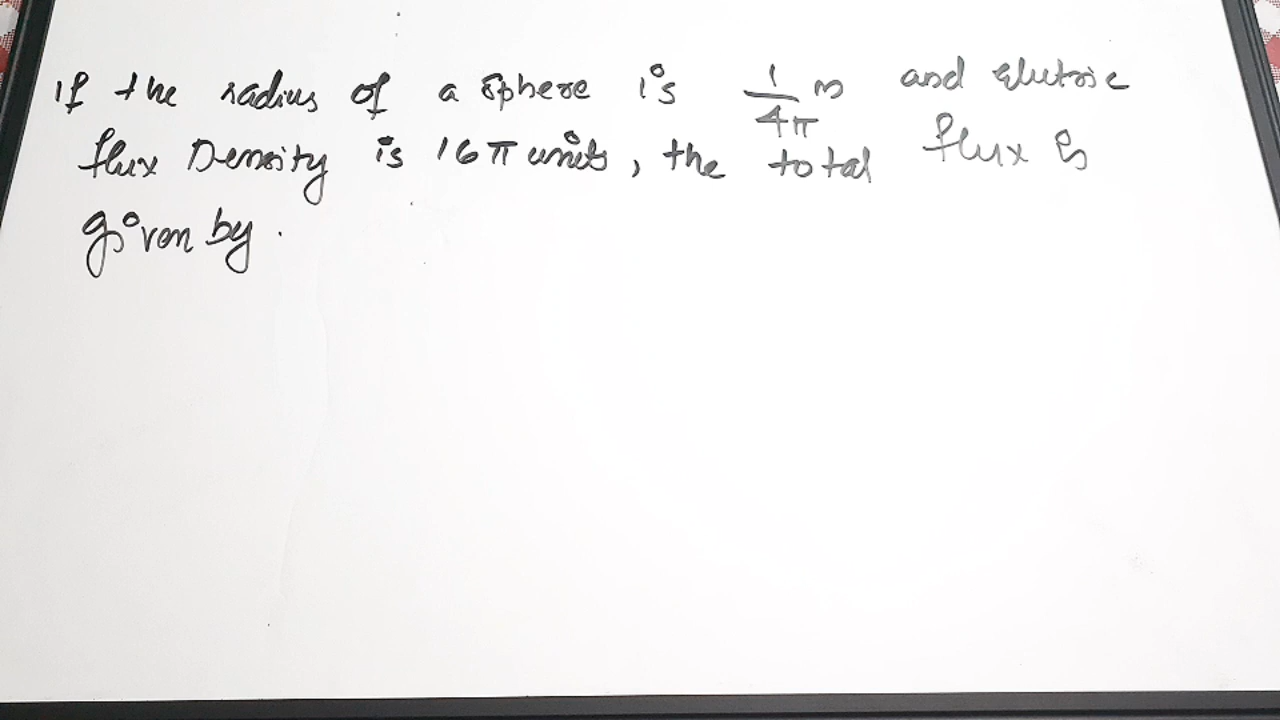 If the radius of a sphere is 1/4π m and electric
flux Density is 16π units, the total flux is
given by.